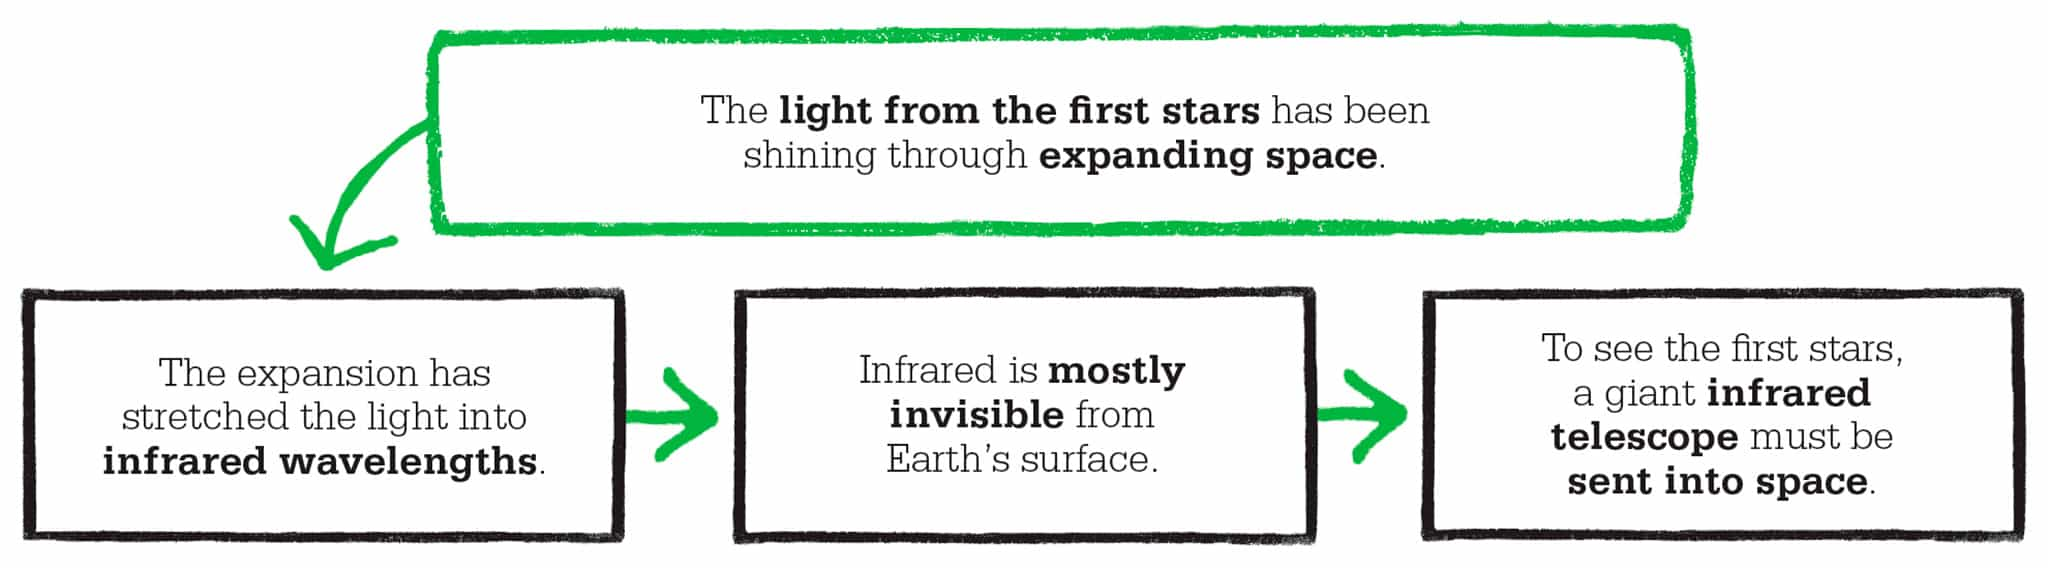 The light from the first stars has been
shining through expanding space.
The expansion has
stretched the light into
infrared wavelengths.
Infrared is mostly
invisible from
Earth’s surface.
To see the first stars,
a giant infrared
telescope must be
sent into space.